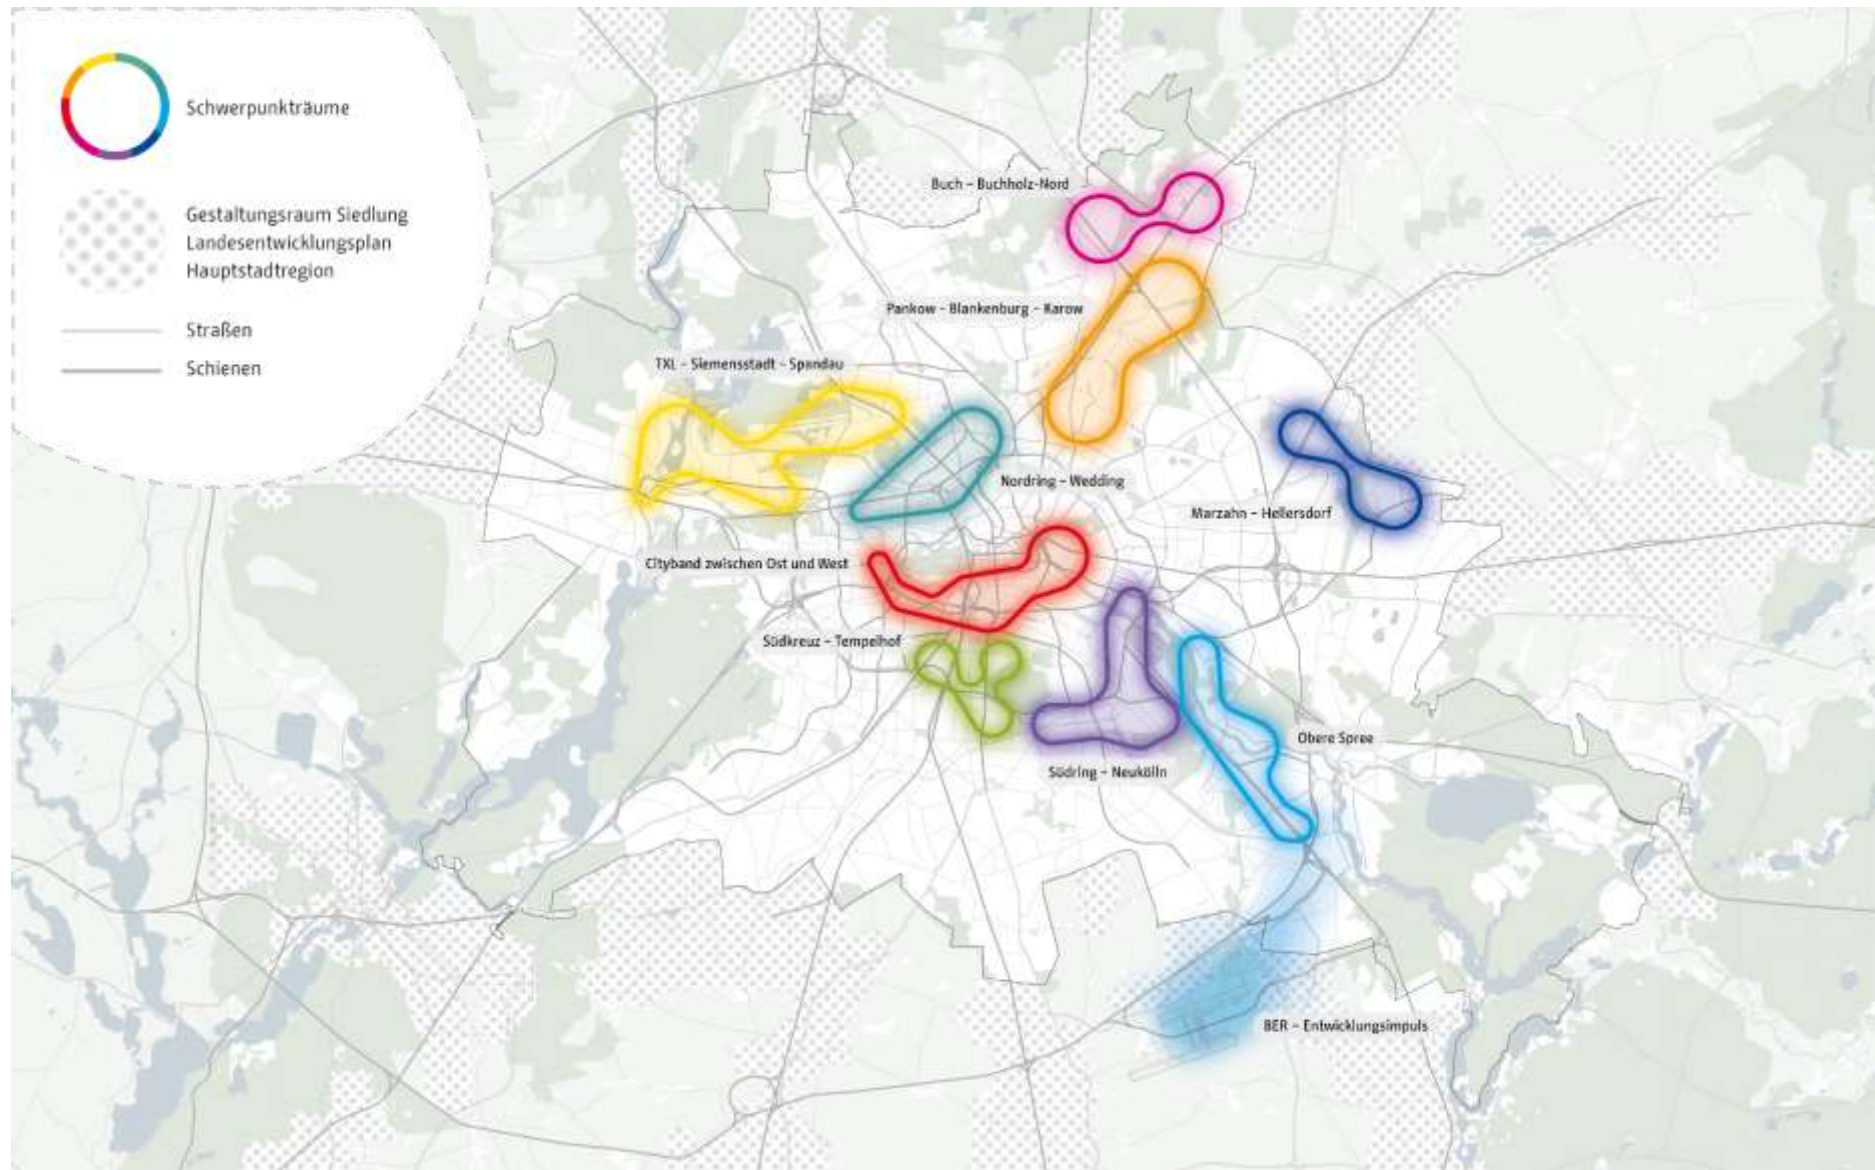 Schwerpunkträume
Gestaltungsraum Siedlung
Landesentwicklungsplan
Hauptstadtregion
Straßen
Schienen
Buch – Buchholz-Nord
Pankow – Blankenburg – Karow
TXL – Siemensstadt – Spandau
Nordring – Wedding
Marzahn – Hellersdorf
Cityband zwischen Ost und West
Südkreuz – Tempelhof
Obere Spree
Südring – Neukölln
BER – Entwicklungsimpuls